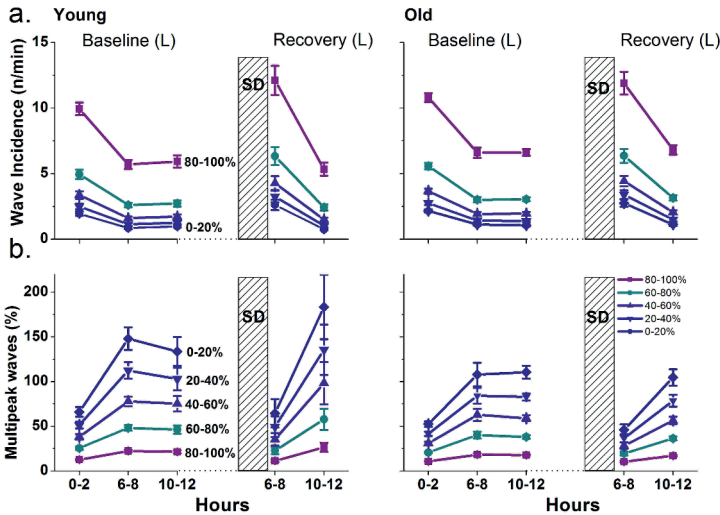 a. Young Old
Baseline (L) Recovery (L) Baseline (L) Recovery (L)
15
SD SD
10
80-100%
5
0-20%
0
Wave Incidence (n/min)
b.
200
80-100%
60-80%
40-60%
20-40%
0-20%
SD SD
150
0-20%
100
20-40%
40-60%
50
60-80%
80-100%
0
Multipeak waves (%)
0-2 6-8 10-12 6-8 10-12 0-2 6-8 10-12 6-8 10-12
Hours Hours